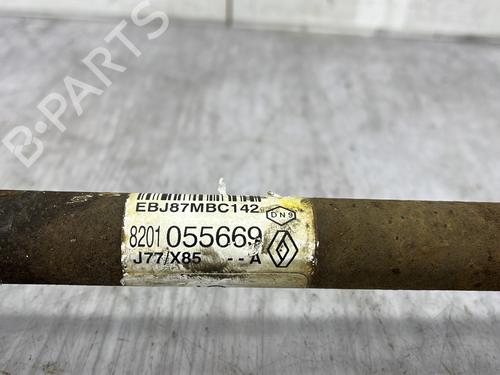 EBJ87MBC142
DN9
8201 055669
J77/X85 --A
B-PARTS